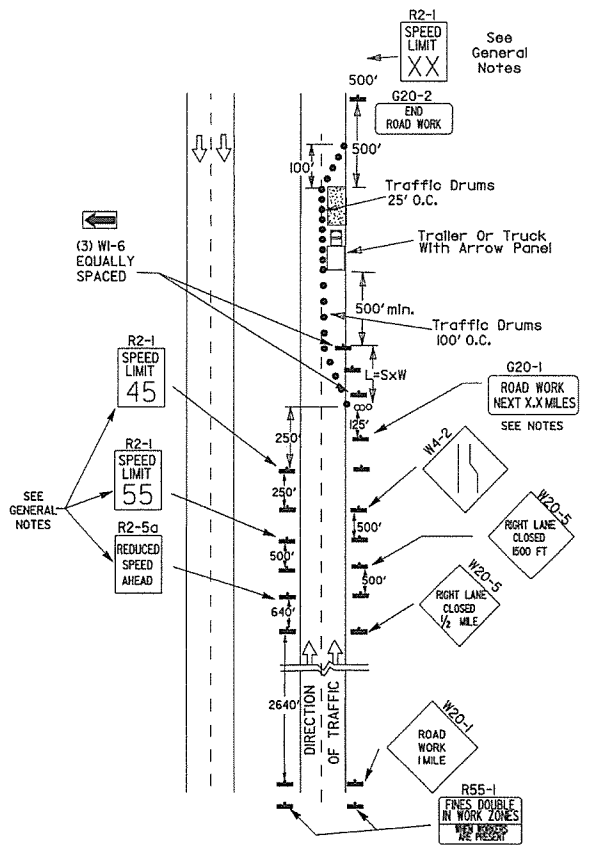 R2-1
SPEED
LIMIT
XX
See
General
Notes
500'
G20-2
END
ROAD WORK
500'
100'
Traffic Drums
25' O.C.
Trailer Or Truck
With Arrow Panel
(3) WI-6
EQUALLY
SPACED
500' min.
Traffic Drums
100' O.C.
R2-1
SPEED
LIMIT
45
L=SxW
G20-1
ROAD WORK
NEXT X.X MILES
SEE NOTES
125'
250'
W4-2
R2-1
SPEED
LIMIT
55
250'
SEE
GENERAL
NOTES
500'
W20-5
RIGHT LANE
CLOSED
1500 FT
R2-5a
REDUCED
SPEED
AHEAD
500'
500'
W20-5
RIGHT LANE
CLOSED
1/2 MILE
640'
2640'
DIRECTION
OF TRAFFIC
W20-1
ROAD
WORK
1 MILE
R55-1
FINES DOUBLE
IN WORK ZONES
WHEN WORKERS
ARE PRESENT